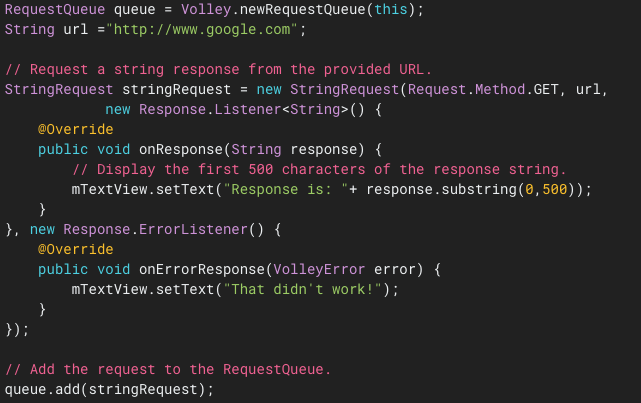 RequestQueue queue = Volley.newRequestQueue(this);
String url ="http://www.google.com";

// Request a string response from the provided URL.
StringRequest stringRequest = new StringRequest(Request.Method.GET, url,
            new Response.Listener<String>() {
    @Override
    public void onResponse(String response) {
        // Display the first 500 characters of the response string.
        mTextView.setText("Response is: "+ response.substring(0,500));
    }
}, new Response.ErrorListener() {
    @Override
    public void onErrorResponse(VolleyError error) {
        mTextView.setText("That didn't work!");
    }
});

// Add the request to the RequestQueue.
queue.add(stringRequest);